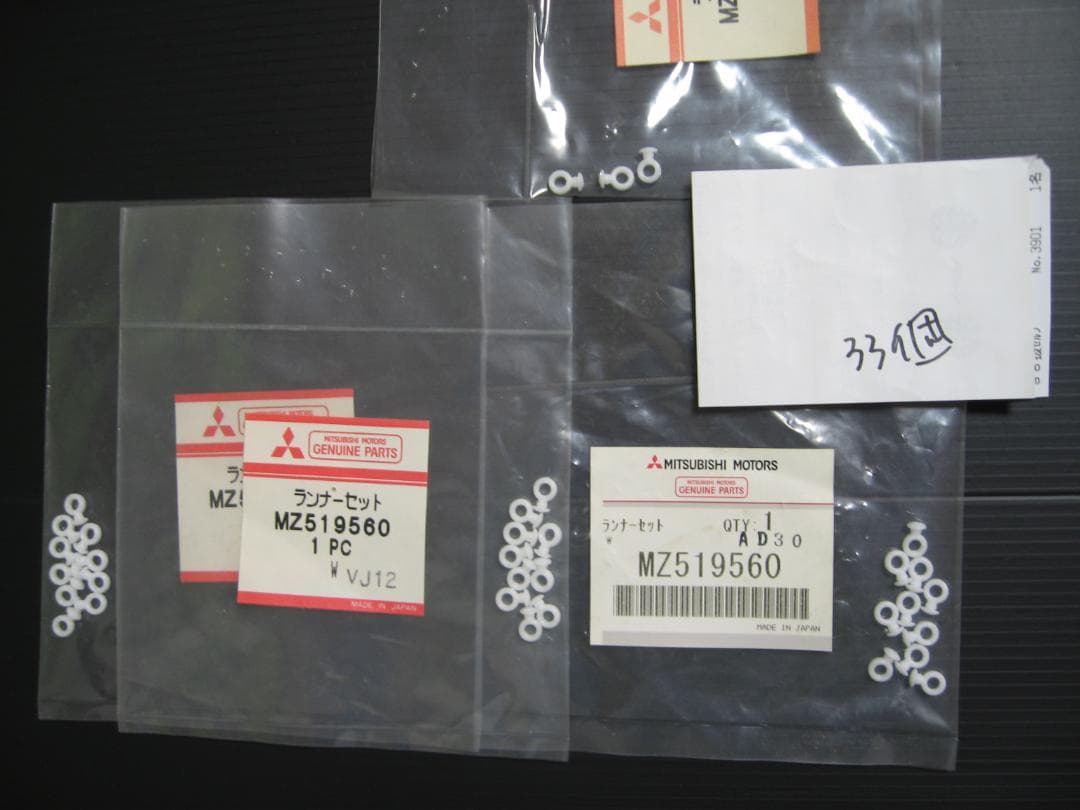 MZ
No. 3901 1名
33個
MITSUBISHI MOTORS
GENUINE PARTS
ランナーセット
MZ519560
1 PC
W VJ12
MADE IN JAPAN
MZ5
MITSUBISHI MOTORS
MITSUBISHI MOTORS
GENUINE PARTS
ランナーセット QTY: 1
W AD30
MZ519560
MADE IN JAPAN